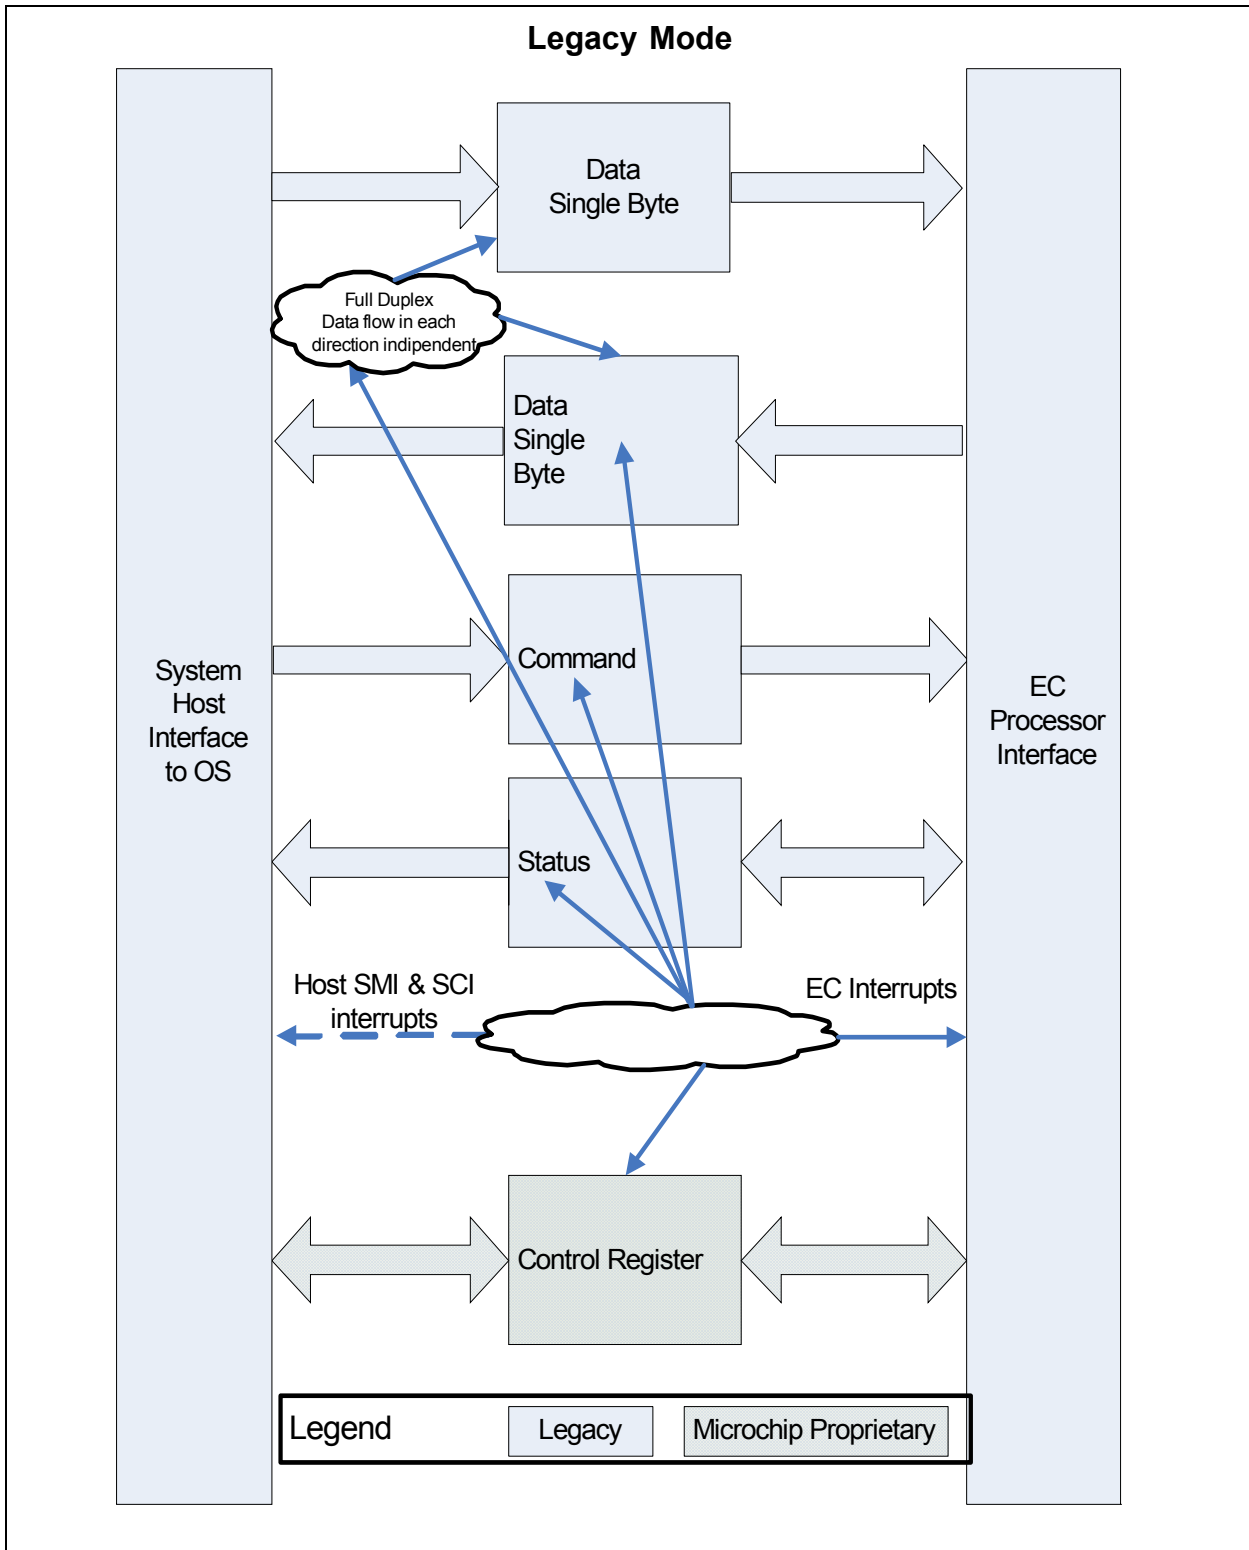 Legacy Mode
Data
Single Byte
Full Duplex
Data flow in each
direction indipendent
Data
Single
Byte
System
Host
Interface
to OS
Command
EC
Processor
Interface
Status
Host SMI & SCI
interrupts
EC Interrupts
Control Register
Legend
Legacy
Microchip Proprietary